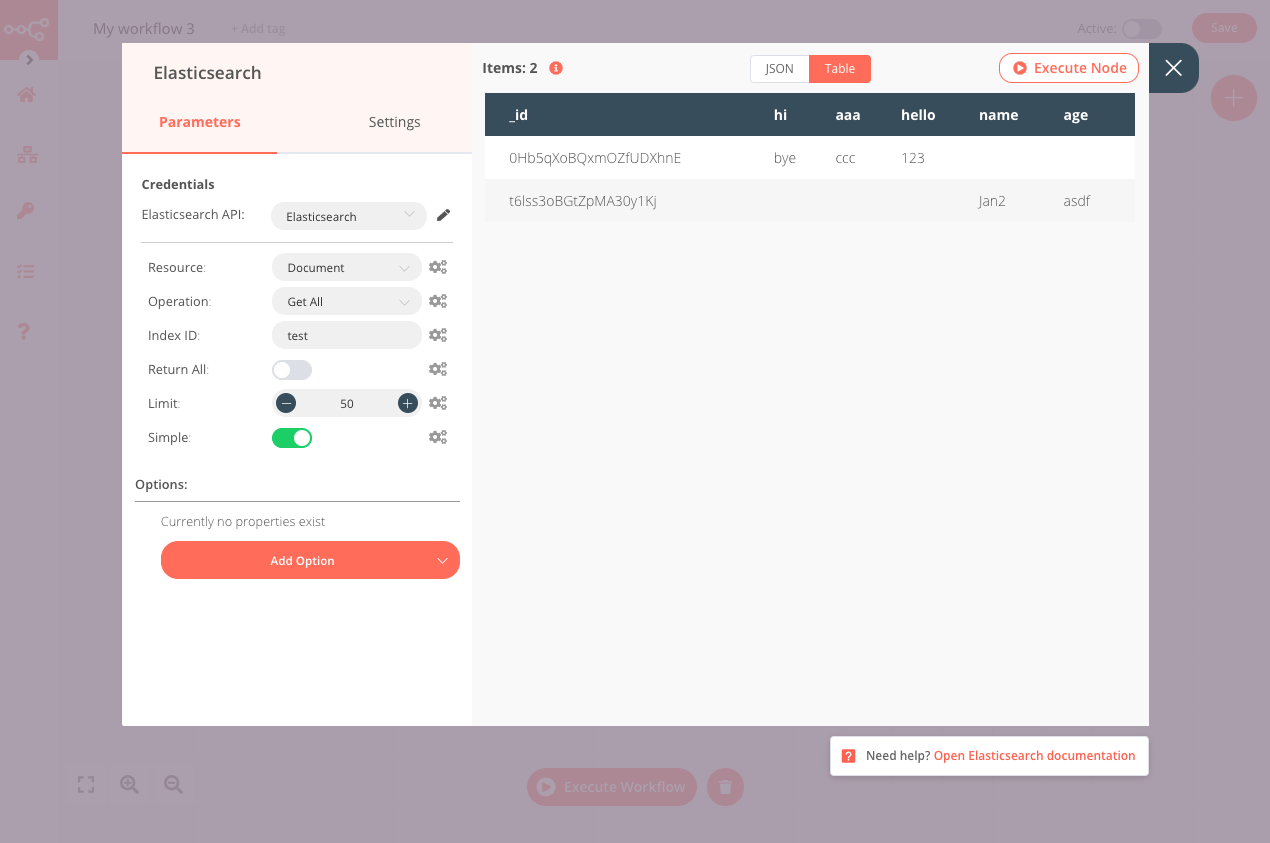 My workflow 3
+ Add tag
Active:
Save
Elasticsearch
Parameters
Settings
Credentials
Elasticsearch API:
Elasticsearch
Resource:
Document
Operation:
Get All
Index ID:
test
Return All:
Limit:
50
Simple:
Options:
Currently no properties exist
Add Option
Items: 2
JSON
Table
Execute Node
_id hi aaa hello name age
0Hb5qXoBQxmOZfUDXhnE bye ccc 123
t6lss3oBGtZpMA30y1Kj Jan2 asdf
Need help? Open Elasticsearch documentation
Execute Workflow